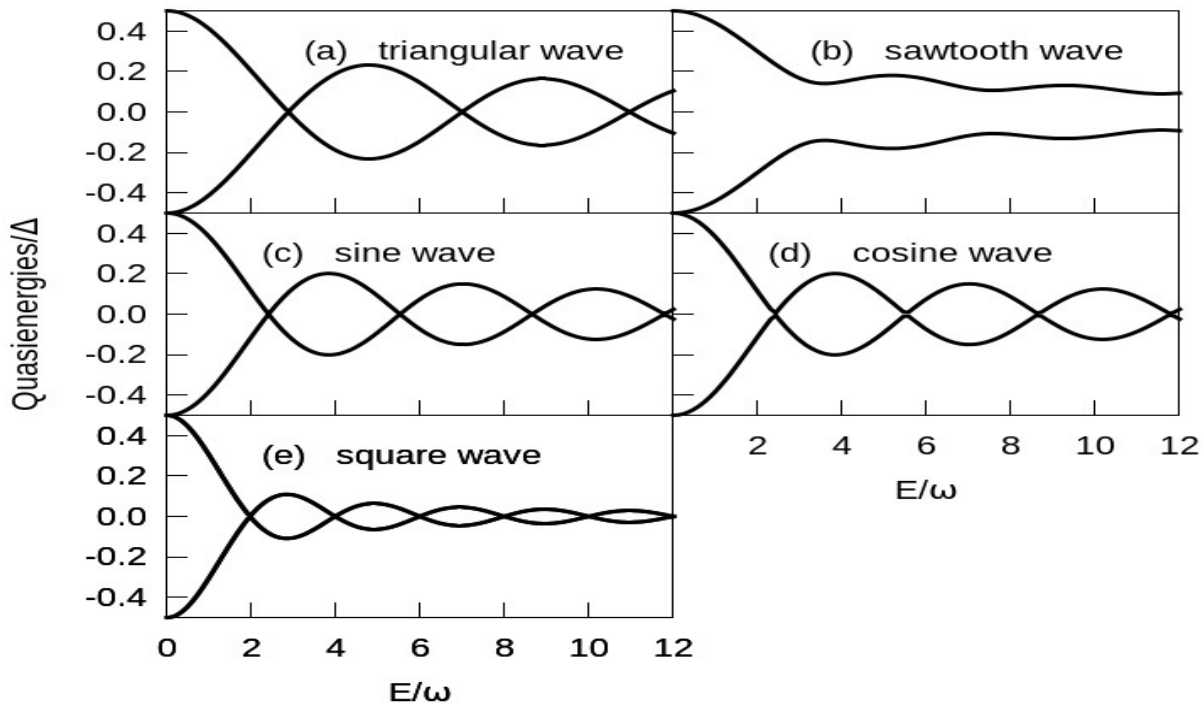 0.4
0.2
0.0
-0.2
-0.4
(a) triangular wave
(b) sawtooth wave
0.4
0.2
0.0
-0.2
-0.4
(c) sine wave
(d) cosine wave
Quasienergies/Δ
0.4
0.2
0.0
-0.2
-0.4
(e) square wave
2 4 6 8 10 12
E/ω
0 2 4 6 8 10 12
E/ω